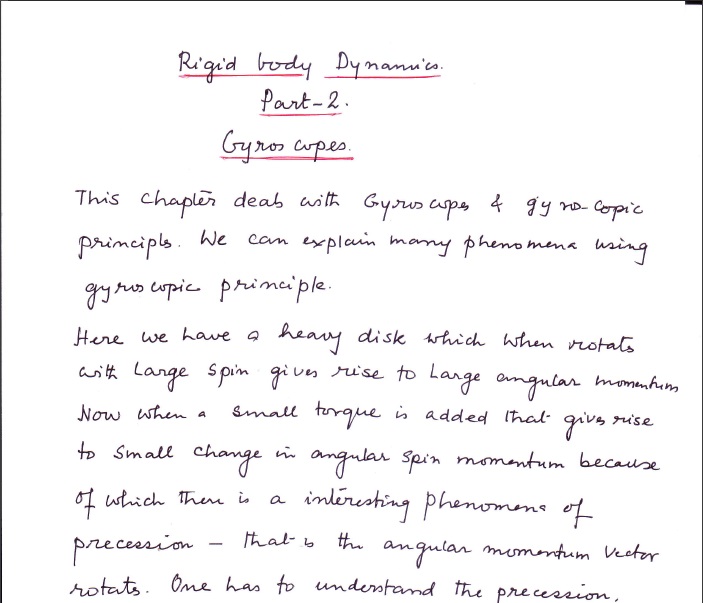 Rigid body Dynamics.
Part-2.
Gyroscopes.
This Chapter deals with Gyroscopes & gyroscopic
principles. We can explain many phenomena using
gyroscopic principle.
Here we have a heavy disk which when rotats
with Large Spin gives rise to Large angular momentum
Now when a small torque is added that gives rise
to Small change in angular spin momentum because
of which there is a interesting phenomena of
precession – that is the angular momentum Vector
rotats. One has to understand the precession.